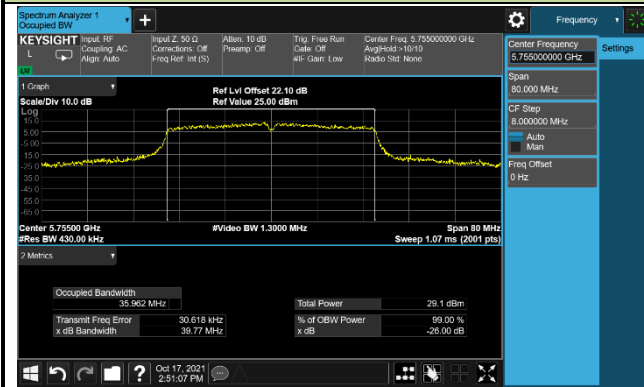 Spectrum Analyzer 1
Occupied BW
+
Frequency
KEYSIGHT
L
LW
Input: RF
Coupling: AC
Align: Auto
Input Z: 50 Ω
Corrections: Off
Freq Ref: Int (S)
Atten: 10 dB
Preamp: Off
Trig: Free Run
Gate: Off
#IF Gain: Low
Center Freq: 5.755000000 GHz
Avg|Hold:>10/10
Radio Std: None
Center Frequency
5.755000000 GHz
Settings
Span
80.000 MHz
CF Step
8.000000 MHz
Auto
Man
Freq Offset
0 Hz
1 Graph
Scale/Div 10.0 dB
Ref Lvl Offset 22.10 dB
Ref Value 25.00 dBm
Log
15.0
5.00
-5.00
-15.0
-25.0
-35.0
-45.0
-55.0
-65.0
Center 5.75500 GHz
#Video BW 1.3000 MHz
Span 80 MHz
#Res BW 430.00 kHz
Sweep 1.07 ms (2001 pts)
2 Metrics
Occupied Bandwidth
35.962 MHz
Total Power 29.1 dBm
Transmit Freq Error 30.618 kHz
% of OBW Power 99.00 %
x dB Bandwidth 39.77 MHz
x dB -26.00 dB
?
Oct 17, 2021
2:51:07 PM